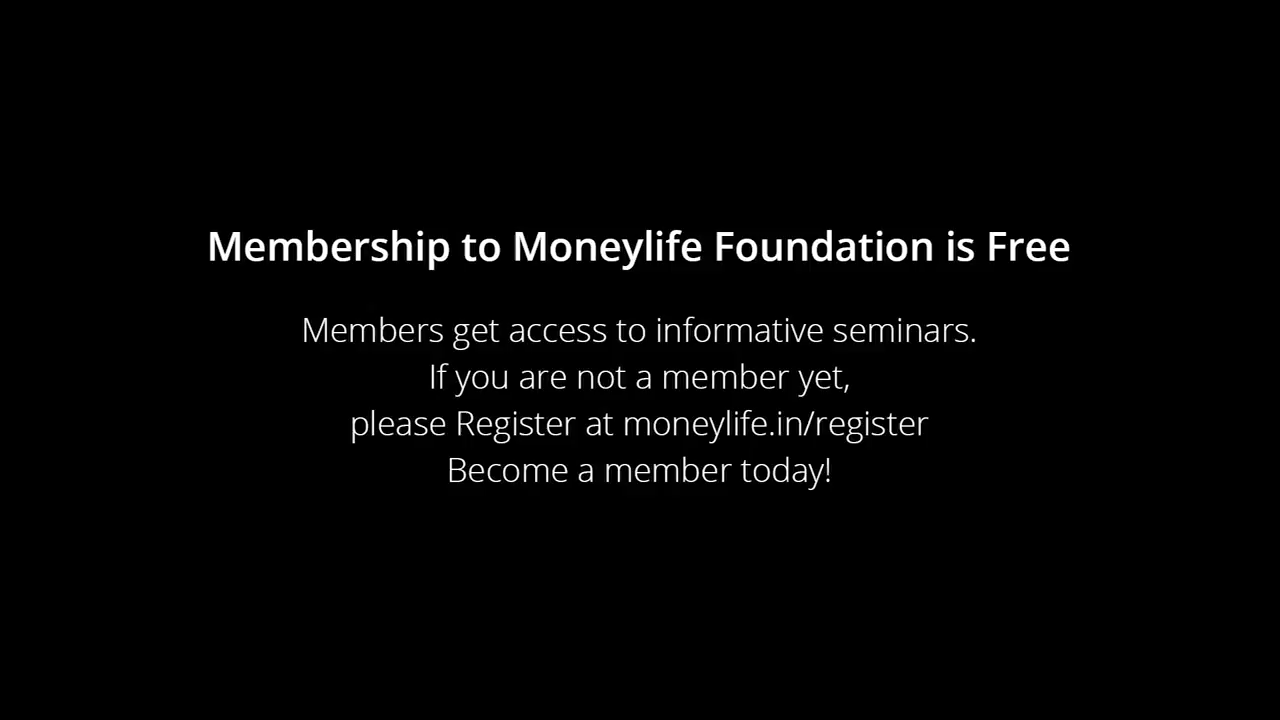 Membership to Moneylife Foundation is Free
Members get access to informative seminars.
If you are not a member yet,
please Register at moneylife.in/register
Become a member today!